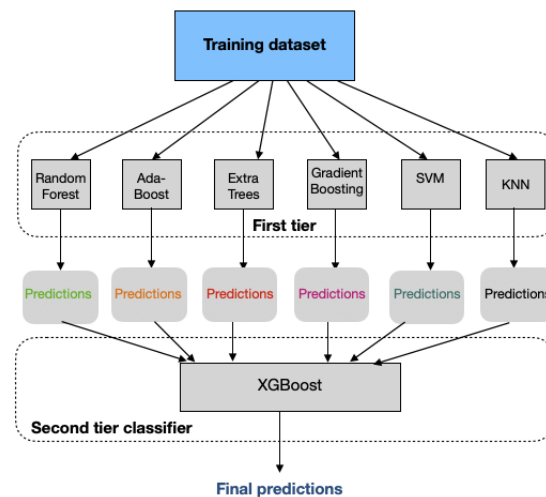 Training dataset
Random
Forest
Ada-
Boost
Extra
Trees
Gradient
Boosting
SVM
KNN
First tier
Predictions
Predictions
Predictions
Predictions
Predictions
Predictions
XGBoost
Second tier classifier
Final predictions